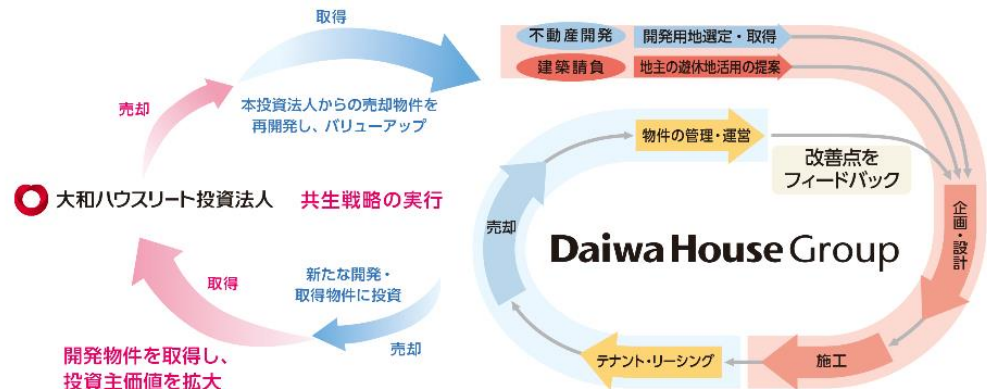 取得
売却
本投資法人からの売却物件を
再開発し、バリューアップ
大和ハウスリート投資法人
共生戦略の実行
取得
新たな開発・
取得物件に投資
売却
開発物件を取得し、
投資主価値を拡大
不動産開発
開発用地選定・取得
建築請負
地主の遊休地活用の提案
物件の管理・運営
改善点を
フィードバック
売却
Daiwa House Group
企画・設計
テナント・リーシング
施工